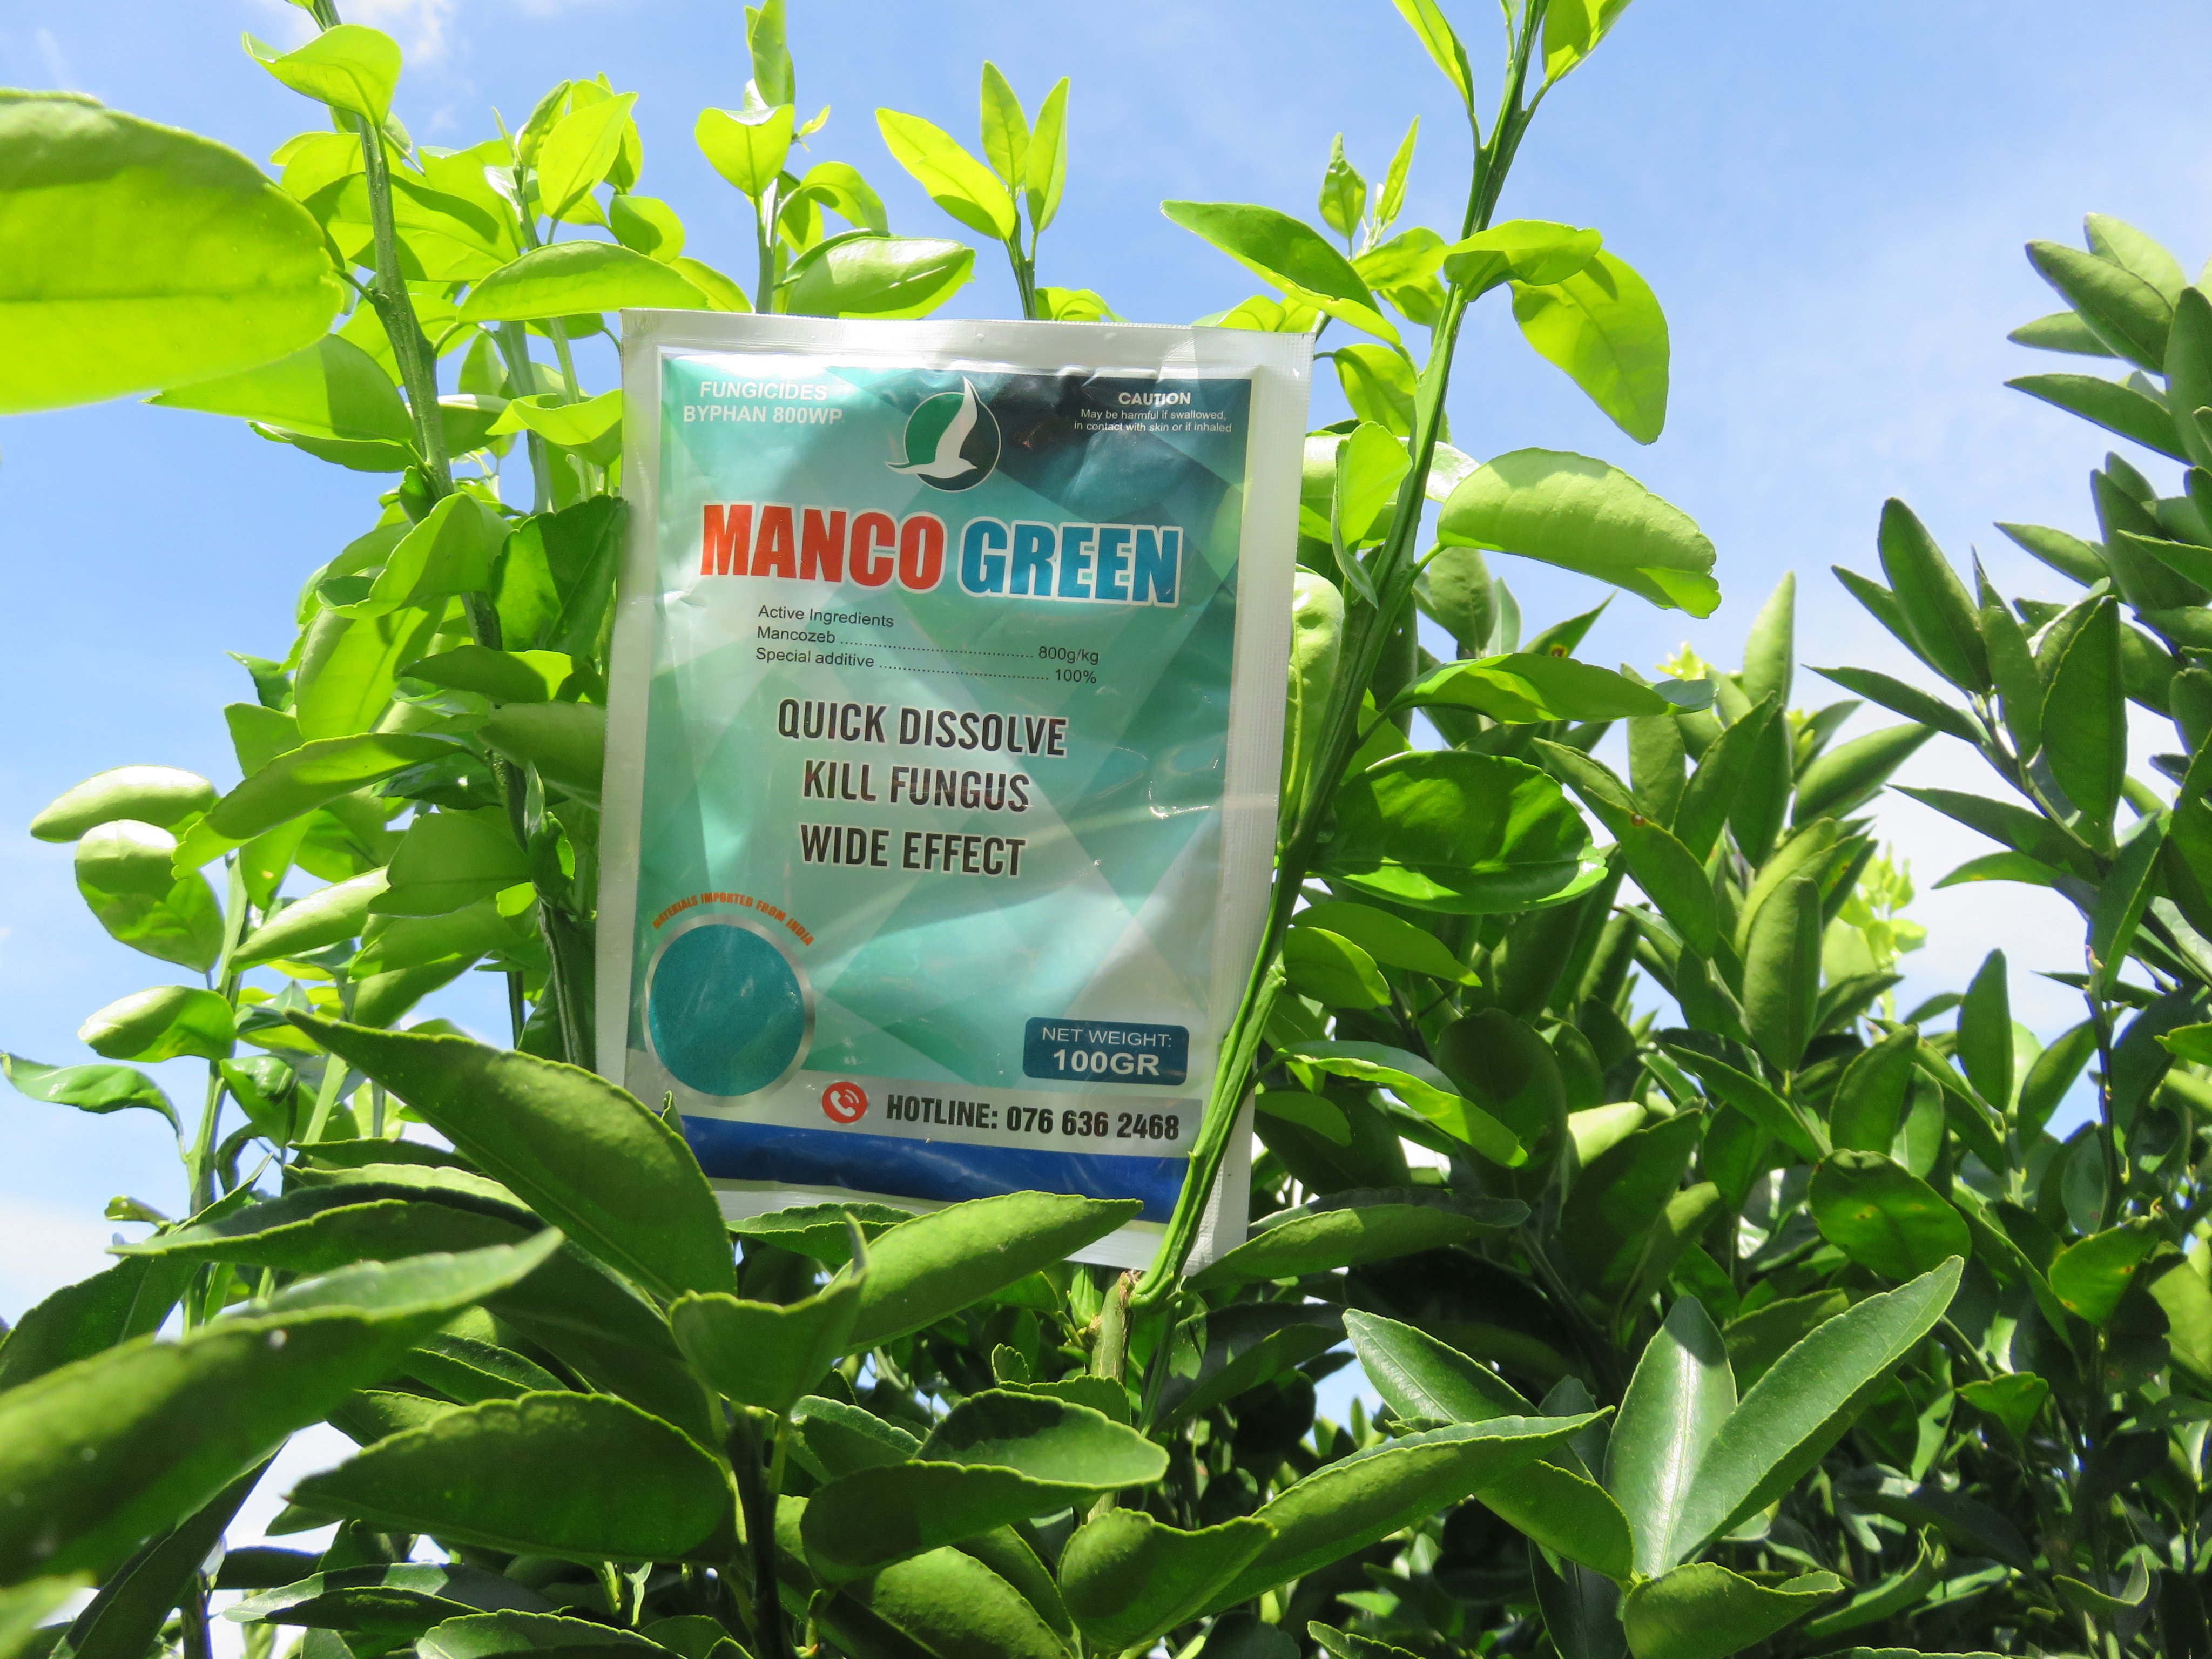 FUNGICIDES
BYPHAN 800WP
CAUTION
May be harmful if swallowed,
in contact with skin or if inhaled
MANCO GREEN
Active Ingredients
Mancozeb ........................................ 800g/kg
Special additive ................................... 100%
QUICK DISSOLVE
KILL FUNGUS
WIDE EFFECT
MATERIALS IMPORTED FROM INDIA
NET WEIGHT:
100GR
HOTLINE: 076 636 2468